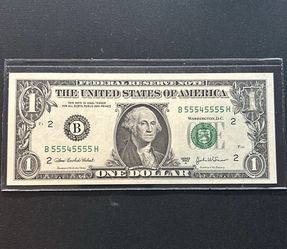 FEDERAL RESERVE NOTE
THE UNITED STATES OF AMERICA
1
1
THIS NOTE IS LEGAL TENDER
FOR ALL DEBTS, PUBLIC AND PRIVATE
B 55545555 H
2
2
B
WASHINGTON, D.C.
B 55545555 H
2
2
1
ONE DOLLAR
1